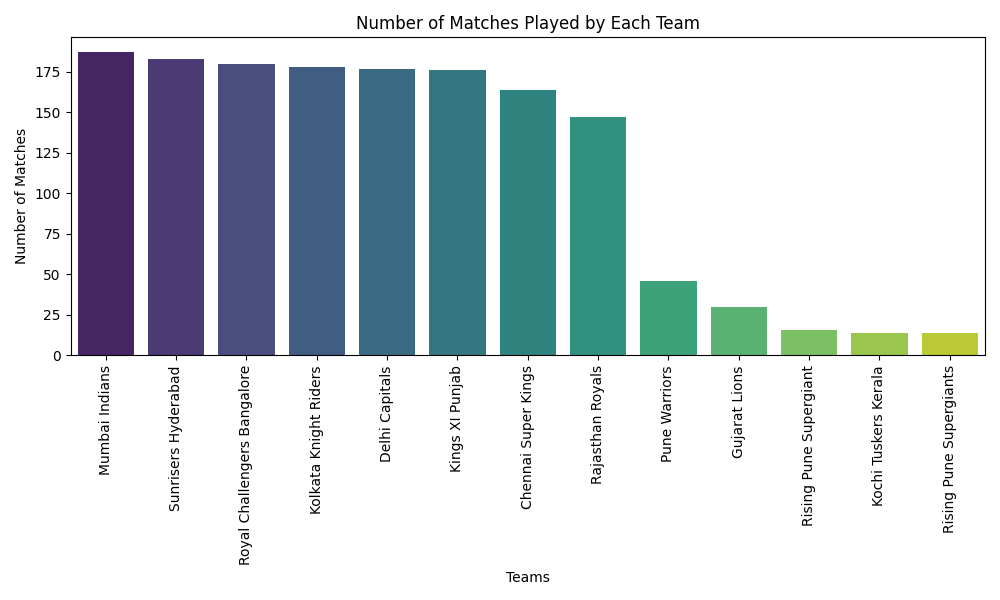 Number of Matches Played by Each Team
Number of Matches
175
150
125
100
75
50
25
0
Mumbai Indians
Sunrisers Hyderabad
Royal Challengers Bangalore
Kolkata Knight Riders
Delhi Capitals
Kings XI Punjab
Chennai Super Kings
Rajasthan Royals
Pune Warriors
Gujarat Lions
Rising Pune Supergiant
Kochi Tuskers Kerala
Rising Pune Supergiants
Teams